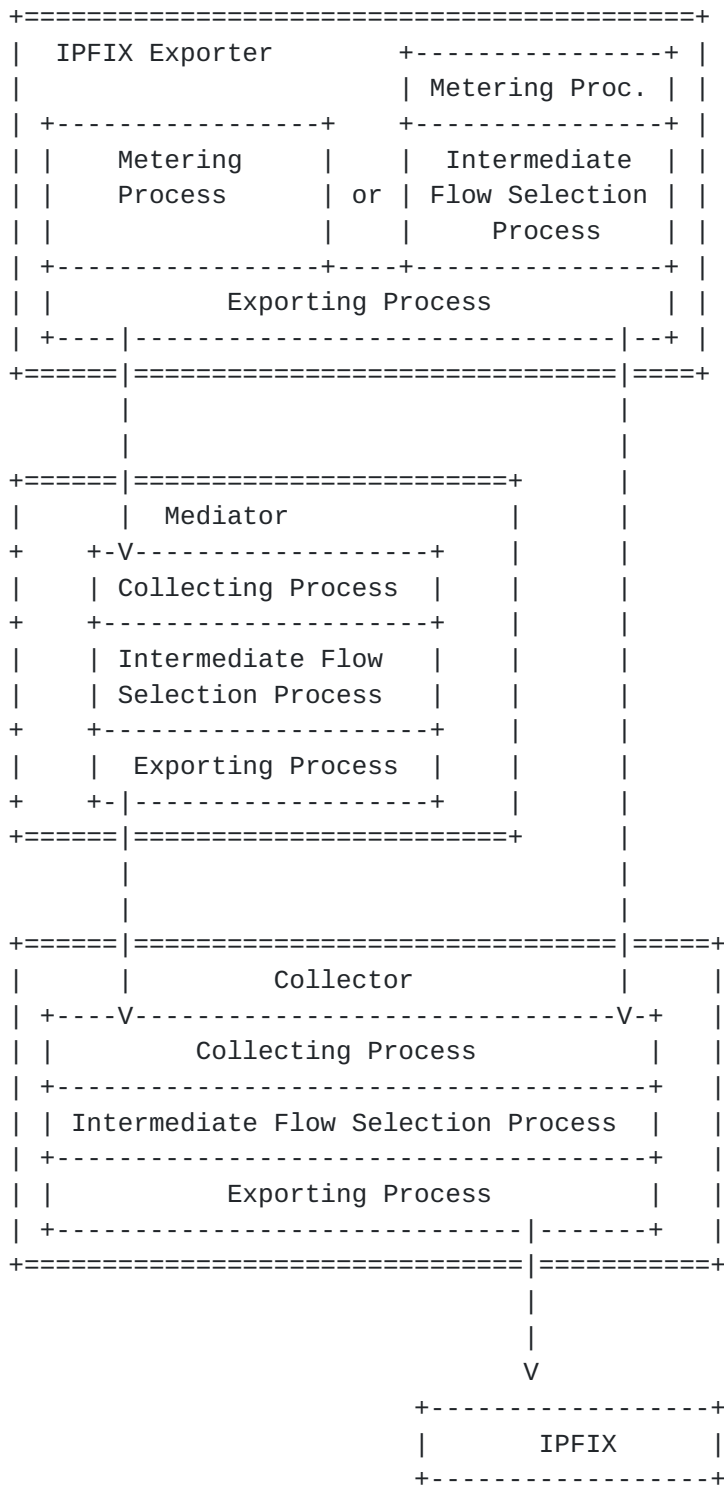 IPFIX Exporter
Metering Proc.
Metering Intermediate
Process or Flow Selection
Process
Exporting Process
Mediator
V
Collecting Process
Intermediate Flow
Selection Process
Exporting Process
Collector
V V
Collecting Process
Intermediate Flow Selection Process
Exporting Process
V
IPFIX